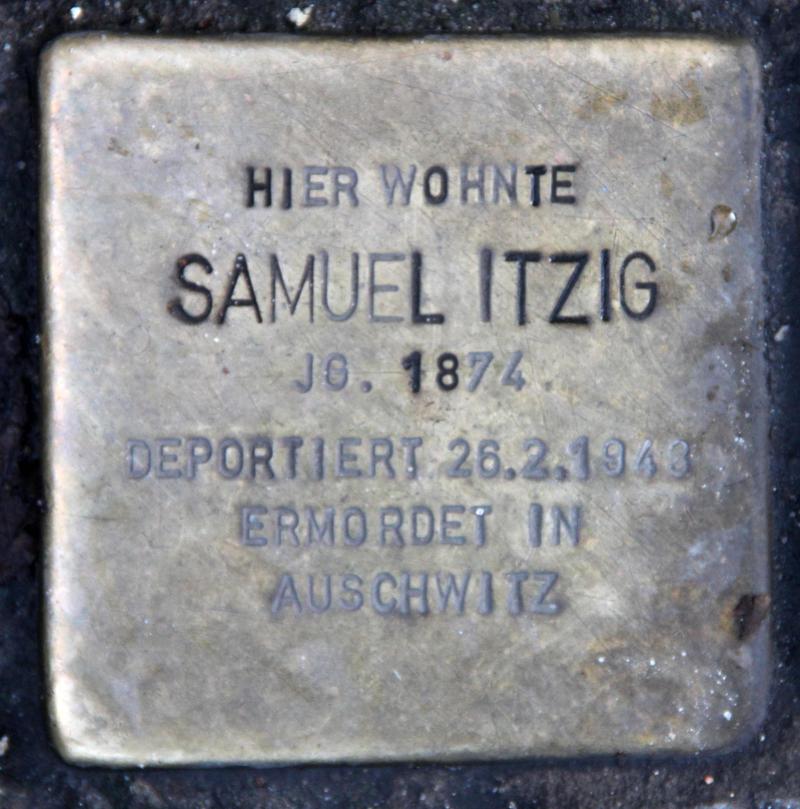 HIER WOHNTE
SAMUEL ITZIG
JG. 1874
DEPORTIERT 26.2.1943
ERMORDET IN
AUSCHWITZ